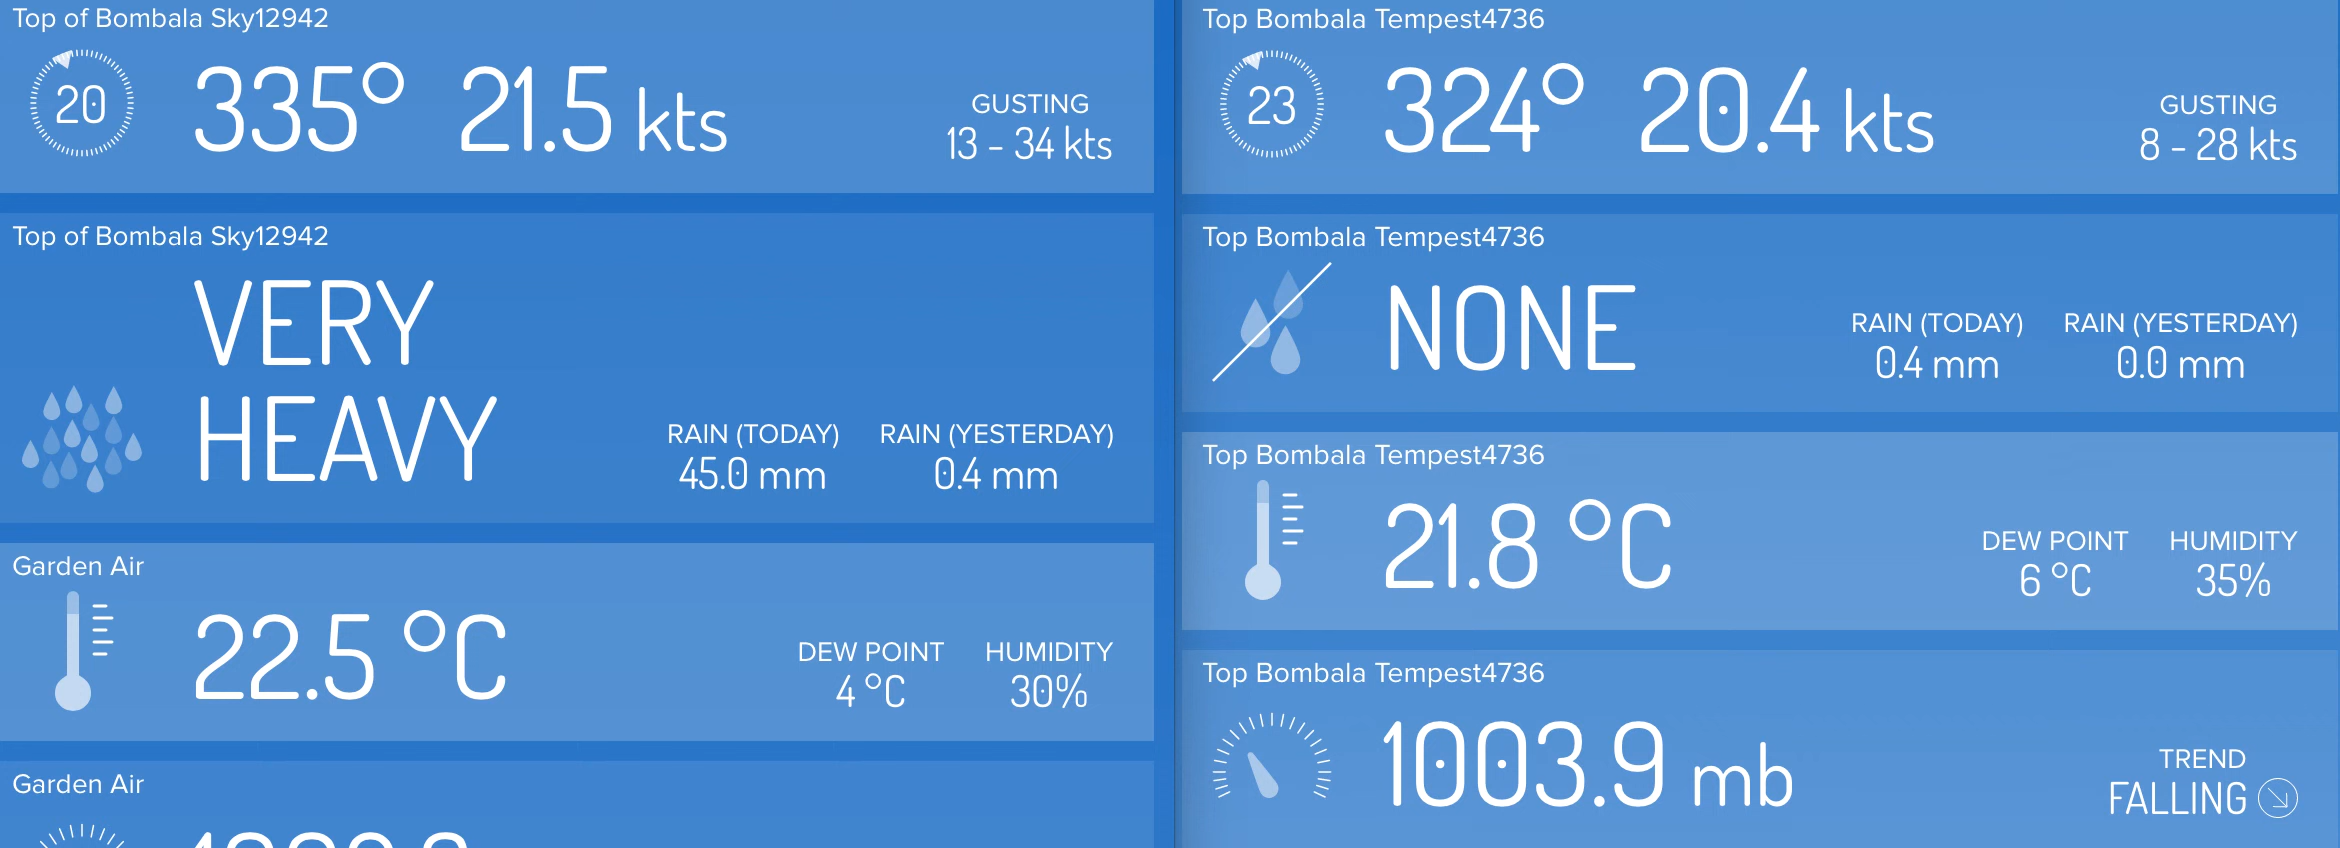 Top of Bombala Sky12942
20
335° 21.5 kts
GUSTING
13 - 34 kts
Top of Bombala Sky12942
VERY
HEAVY
RAIN (TODAY)
45.0 mm
RAIN (YESTERDAY)
0.4 mm
Garden Air
22.5 °C
DEW POINT
4 °C
HUMIDITY
30%
Garden Air
Top Bombala Tempest4736
23
324° 20.4 kts
GUSTING
8 - 28 kts
Top Bombala Tempest4736
NONE
RAIN (TODAY)
0.4 mm
RAIN (YESTERDAY)
0.0 mm
Top Bombala Tempest4736
21.8 °C
DEW POINT
6 °C
HUMIDITY
35%
Top Bombala Tempest4736
1003.9 mb
TREND
FALLING